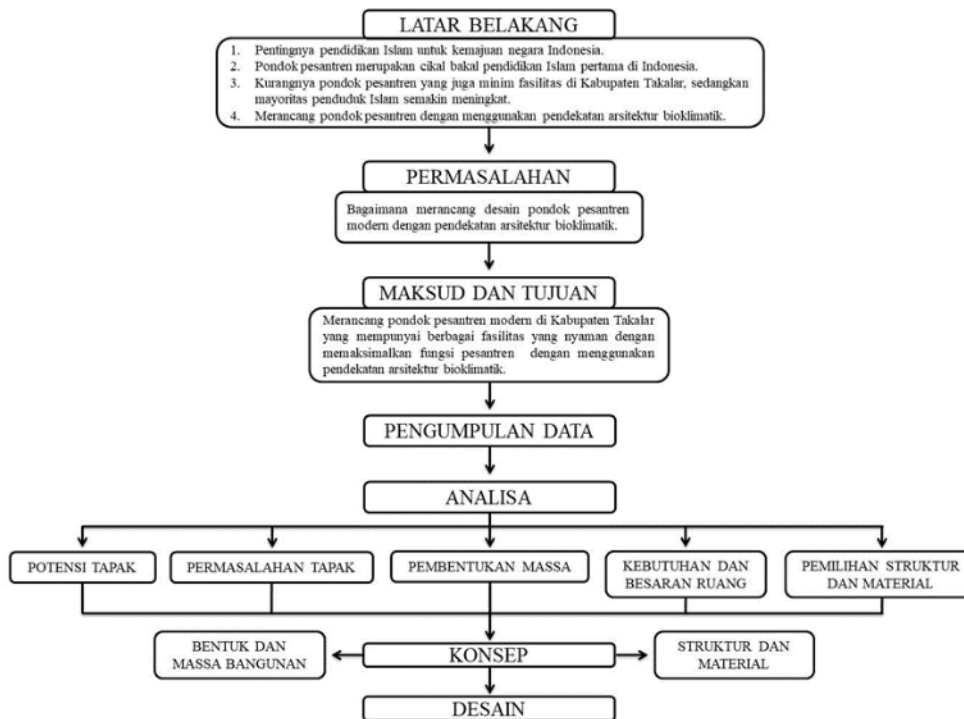 LATAR BELAKANG
1. Pentingnya pendidikan Islam untuk kemajuan negara Indonesia.
2. Pondok pesantren merupakan cikal bakal pendidikan Islam pertama di Indonesia.
3. Kurangnya pondok pesantren yang juga minim fasilitas di Kabupaten Takalar, sedangkan
mayoritas penduduk Islam semakin meningkat.
4. Merancang pondok pesantren dengan menggunakan pendekatan arsitektur bioklimatik.
PERMASALAHAN
Bagaimana merancang desain pondok pesantren
modern dengan pendekatan arsitektur bioklimatik.
MAKSUD DAN TUJUAN
Merancang pondok pesantren modern di Kabupaten Takalar
yang mempunyai berbagai fasilitas yang nyaman dengan
memaksimalkan fungsi pesantren dengan menggunakan
pendekatan arsitektur bioklimatik.
PENGUMPULAN DATA
ANALISA
POTENSI TAPAK
PERMASALAHAN TAPAK
PEMBENTUKAN MASSA
KEBUTUHAN DAN
BESARAN RUANG
PEMILIHAN STRUKTUR
DAN MATERIAL
BENTUK DAN
MASSA BANGUNAN
KONSEP
STRUKTUR DAN
MATERIAL
DESAIN